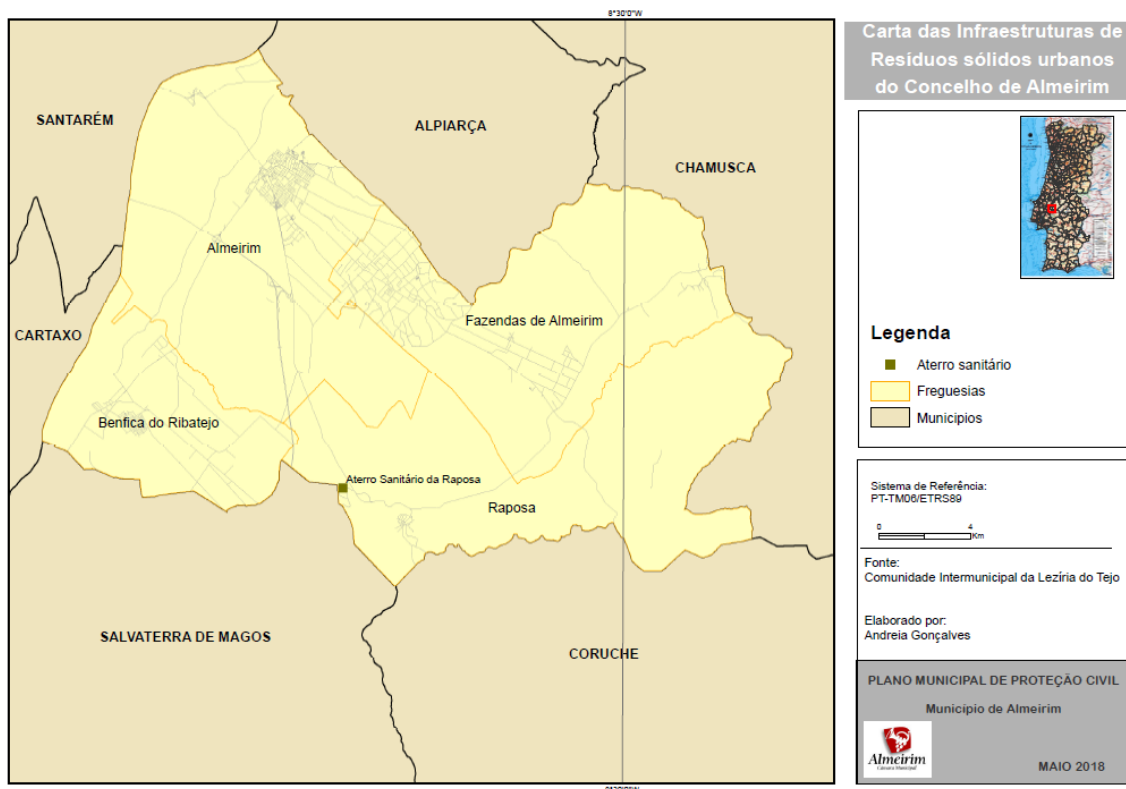 8°30'0"W
SANTARÉM
ALPIARÇA
CHAMUSCA
Almeirim
CARTAXO
Fazendas de Almeirim
Benfica do Ribatejo
Aterro Sanitário da Raposa
Raposa
SALVATERRA DE MAGOS
CORUCHE
Carta das Infraestruturas de
Resíduos sólidos urbanos
do Concelho de Almeirim
Legenda
Aterro sanitário
Freguesias
Municipios
Sistema de Referência:
PT-TM06/ETRS89
0 4
Km
Fonte:
Comunidade Intermunicipal da Lezíria do Tejo
Elaborado por:
Andreia Gonçalves
PLANO MUNICIPAL DE PROTEÇÃO CIVIL
Município de Almeirim
Almeirim
Câmara Municipal
MAIO 2018